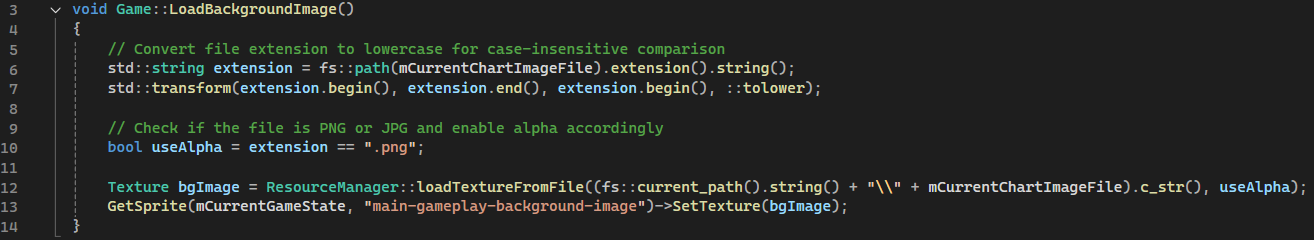 3 void Game::LoadBackgroundImage()
4 {
5 // Convert file extension to lowercase for case-insensitive comparison
6 std::string extension = fs::path(mCurrentChartImageFile).extension().string();
7 std::transform(extension.begin(), extension.end(), extension.begin(), ::tolower);
8
9 // Check if the file is PNG or JPG and enable alpha accordingly
10 bool useAlpha = extension == ".png";
11
12 Texture bgImage = ResourceManager::loadTextureFromFile((fs::current_path().string() + "\\" + mCurrentChartImageFile).c_str(), useAlpha);
13 GetSprite(mCurrentGameState, "main-gameplay-background-image")->SetTexture(bgImage);
14 }